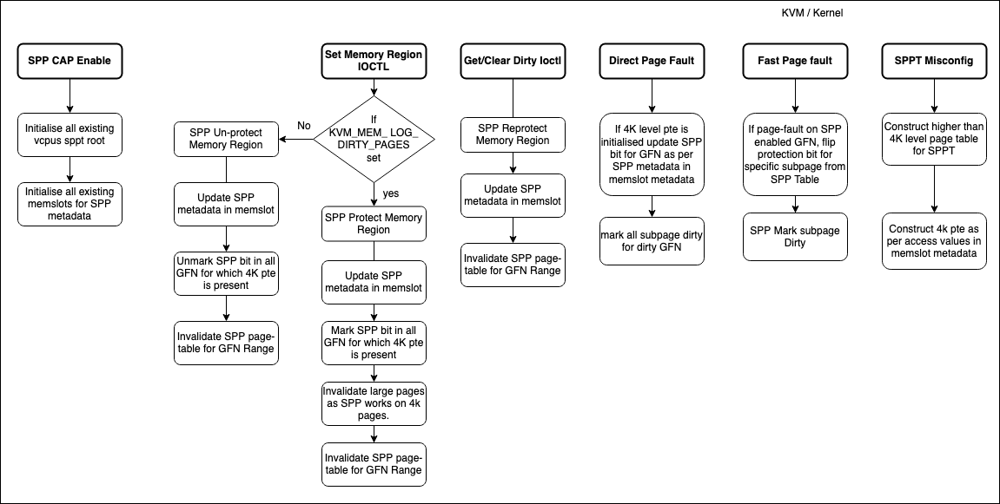 KVM / Kernel
SPP CAP Enable
Initialise all existing
vcpus sppt root
Initialise all existing
memslots for SPP
metadata
Set Memory Region
IOCTL
If
KVM_MEM_ LOG_
DIRTY_PAGES
set
No
SPP Un-protect
Memory Region
Update SPP
metadata in memslot
Unmark SPP bit in all
GFN for which 4K pte
is present
Invalidate SPP page-
table for GFN Range
yes
SPP Protect Memory
Region
Update SPP
metadata in memslot
Mark SPP bit in all
GFN for which 4K pte
is present
Invalidate large pages
as SPP works on 4k
pages.
Invalidate SPP page-
table for GFN Range
Get/Clear Dirty Ioctl
SPP Reprotect
Memory Region
Update SPP
metadata in memslot
Invalidate SPP page-
table for GFN Range
Direct Page Fault
If 4K level pte is
initialised update SPP
bit for GFN as per
SPP metadata in
memslot metadata
mark all subpage dirty
for dirty GFN
Fast Page fault
If page-fault on SPP
enabled GFN, flip
protection bit for
specific subpage from
SPP Table
SPP Mark subpage
Dirty
SPPT Misconfig
Construct higher than
4K level page table
for SPPT
Construct 4k pte as
per access values in
memslot metadata